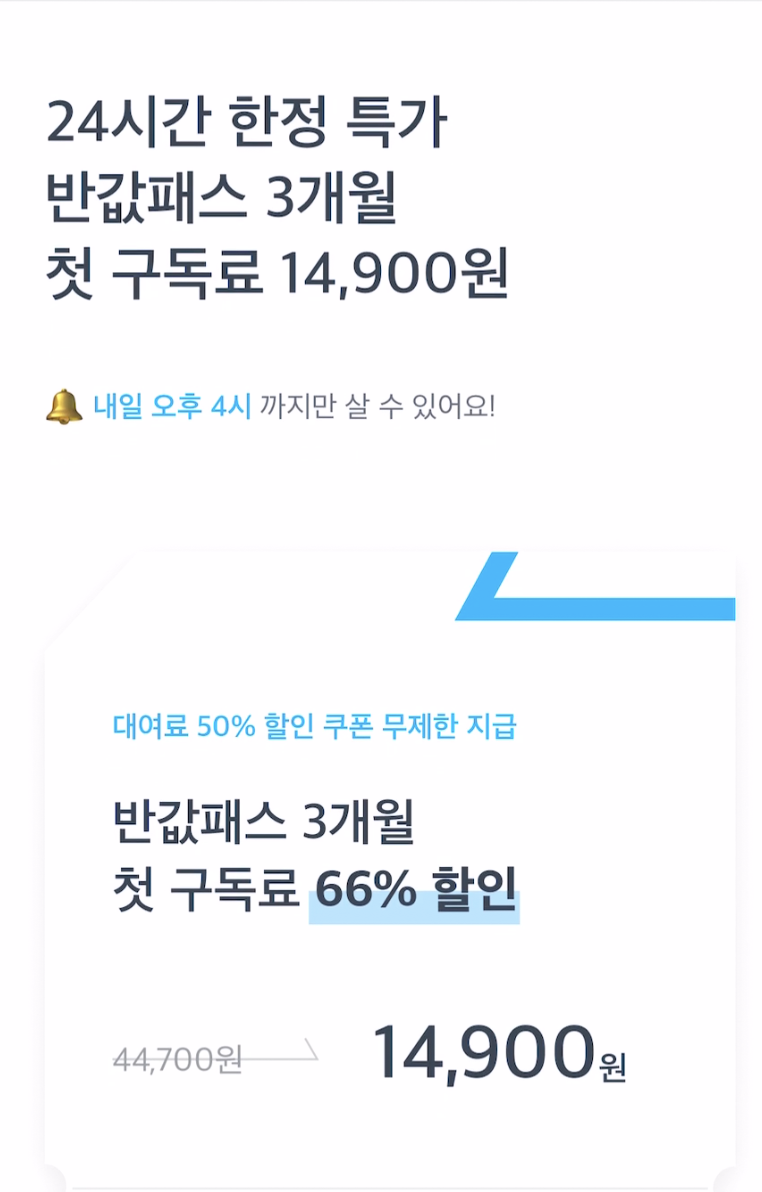 24시간 한정 특가
반값패스 3개월
첫 구독료 14,900원
내일 오후 4시 까지만 살 수 있어요!
대여료 50% 할인 쿠폰 무제한 지급
반값패스 3개월
첫 구독료 66% 할인
44,700원 14,900원